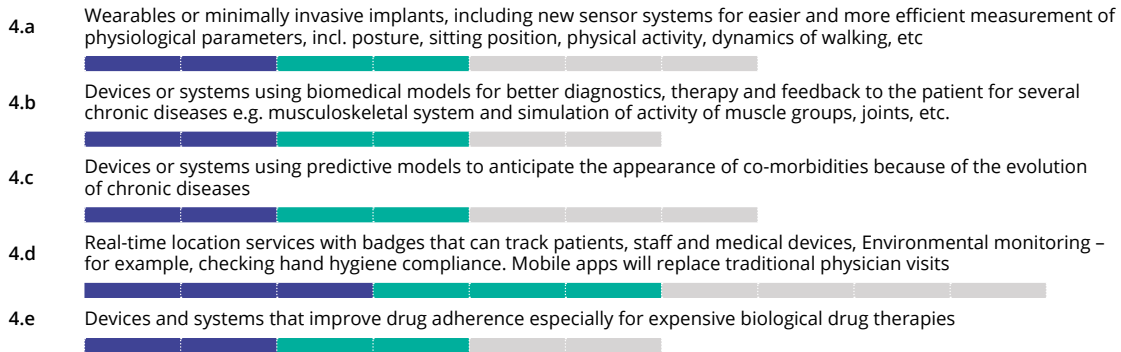 4.a Wearables or minimally invasive implants, including new sensor systems for easier and more efficient measurement of
physiological parameters, incl. posture, sitting position, physical activity, dynamics of walking, etc
4.b Devices or systems using biomedical models for better diagnostics, therapy and feedback to the patient for several
chronic diseases e.g. musculoskeletal system and simulation of activity of muscle groups, joints, etc.
4.c Devices or systems using predictive models to anticipate the appearance of co-morbidities because of the evolution
of chronic diseases
4.d Real-time location services with badges that can track patients, staff and medical devices, Environmental monitoring –
for example, checking hand hygiene compliance. Mobile apps will replace traditional physician visits
4.e Devices and systems that improve drug adherence especially for expensive biological drug therapies